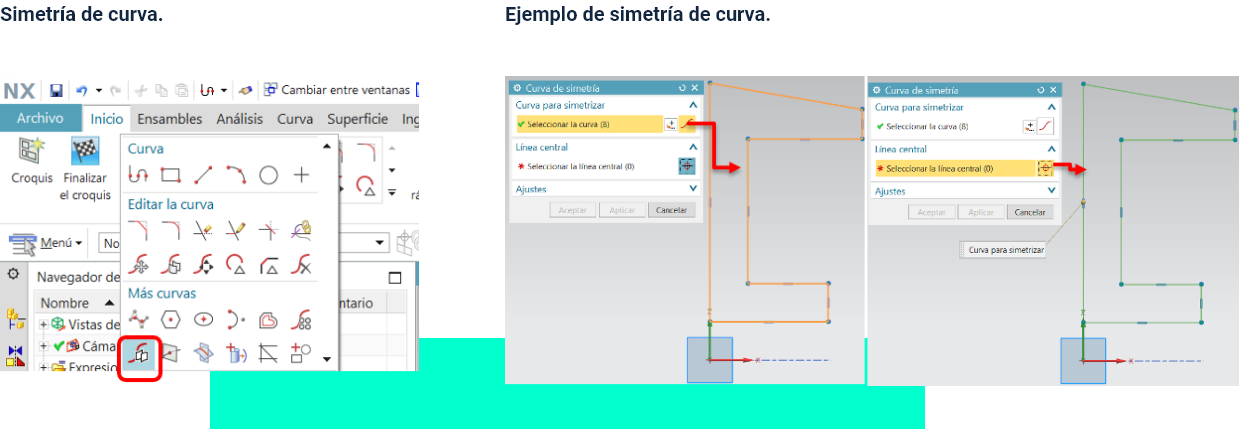 Simetría de curva.
Ejemplo de simetría de curva.
NX
Cambiar entre ventanas
Archivo Inicio Ensambles Análisis Curva Superficie Ing
Croquis Finalizar
el croquis
Curva
Editar la curva
Menú No
Navegador de
Más curvas
Nombre
ntario
Vistas de
Cáma
Expresio
Curva de simetría
Curva para simetrizar
Seleccionar la curva (8)
Línea central
Seleccionar la línea central (0)
Ajustes
Aceptar Aplicar Cancelar
X
Curva de simetría
Curva para simetrizar
Seleccionar la curva (8)
Línea central
Seleccionar la línea central (0)
Ajustes
Aceptar Aplicar Cancelar
Curva para simetrizar
X